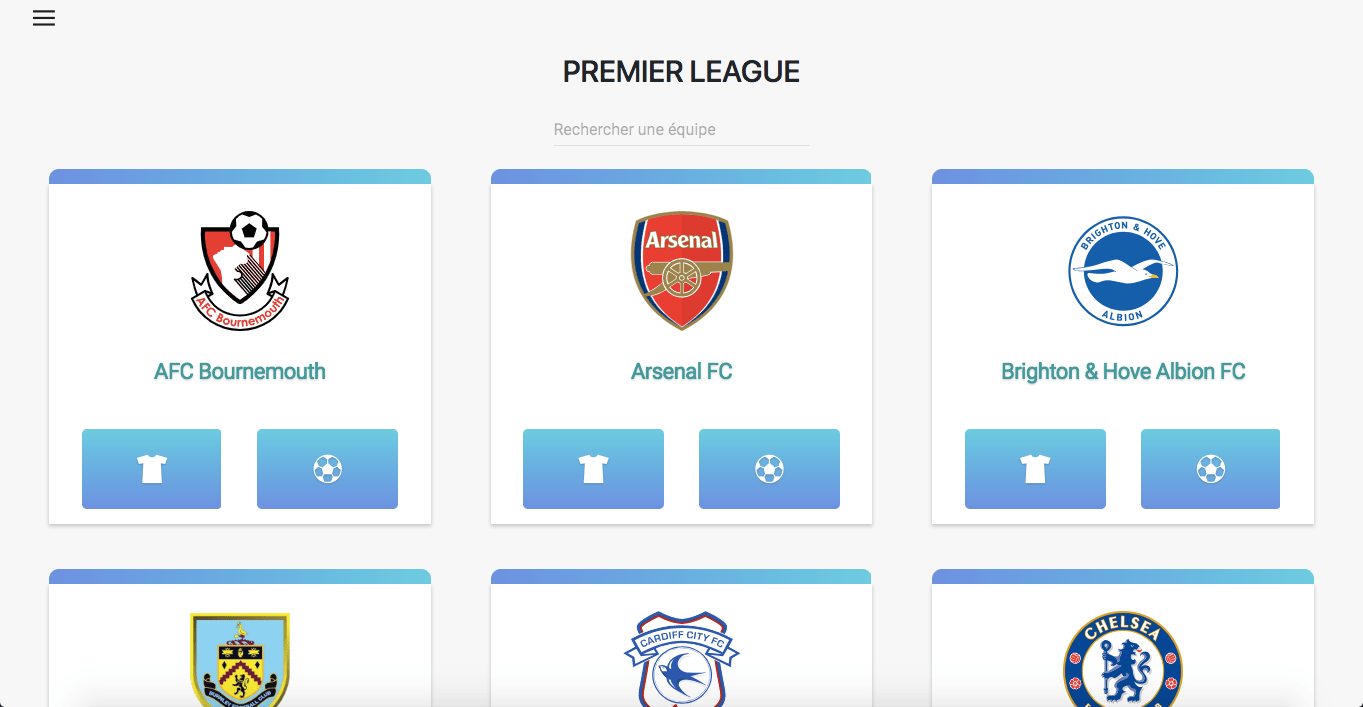 PREMIER LEAGUE
Rechercher une équipe
AFC Bournemouth
Arsenal
BRIGHTON & HOVE
ALBION
AFC Bournemouth
Arsenal FC
Brighton & Hove Albion FC
BURNLEY FOOTBALL CLUB
CARDIFF CITY FC
CHELSEA